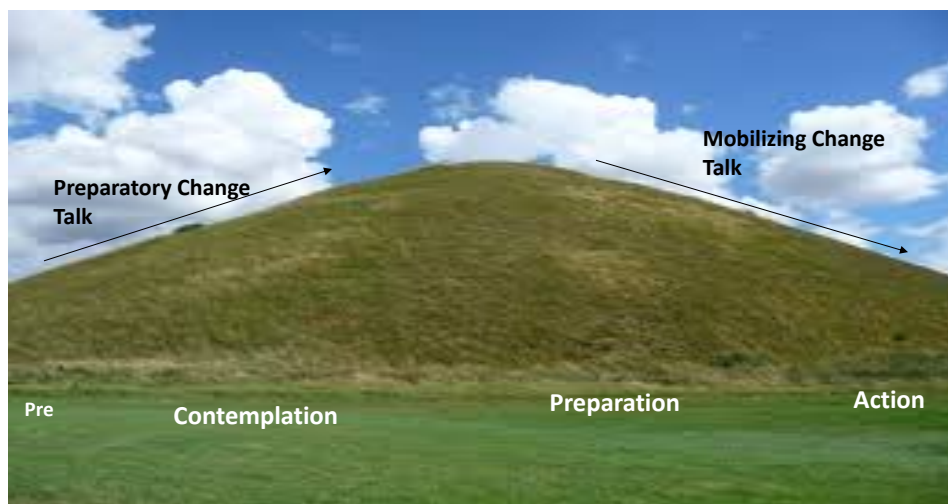 Mobilizing Change
Talk
Preparatory Change
Talk
Pre
Contemplation
Preparation
Action